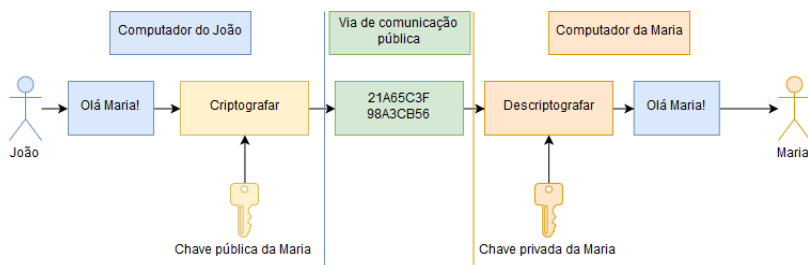 Computador do João
Via de comunicação
pública
Computador da Maria
Olá Maria!
Criptografar
21A65C3F
98A3CB56
Descriptografar
Olá Maria!
João
Maria
Chave pública da Maria
Chave privada da Maria